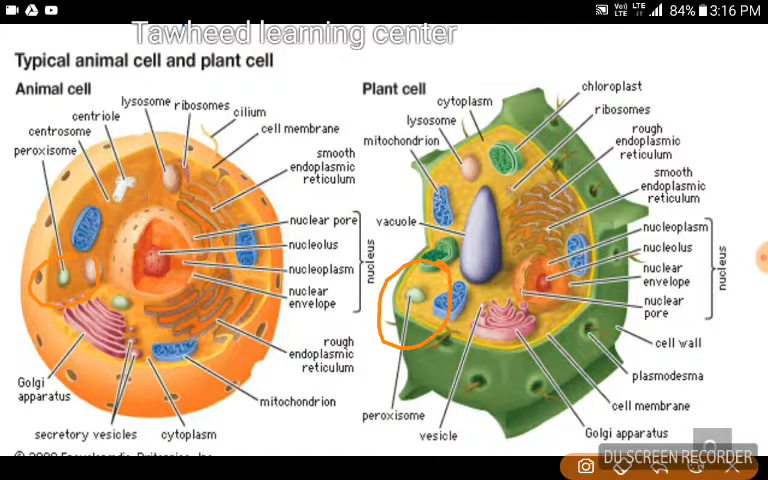 Vo))
LTE LTE 84% 3:16 PM
Tawheed learning center
Typical animal cell and plant cell
Animal cell
lysosome
ribosomes
cilium
centriole
cell membrane
centrosome
peroxisome
smooth
endoplasmic
reticulum
nuclear pore
nucleolus
nucleoplasm
nuclear
envelope
nucleus
rough
endoplasmic
reticulum
Golgi
apparatus
mitochondrion
secretory vesicles
cytoplasm
Plant cell
chloroplast
cytoplasm
ribosomes
lysosome
rough
endoplasmic
reticulum
mitochondrion
smooth
endoplasmic
reticulum
vacuole
nucleoplasm
nucleolus
nuclear
envelope
nuclear
pore
nucleus
cell wall
plasmodesma
cell membrane
peroxisome
vesicle
Golgi apparatus
DU SCREEN RECORDER